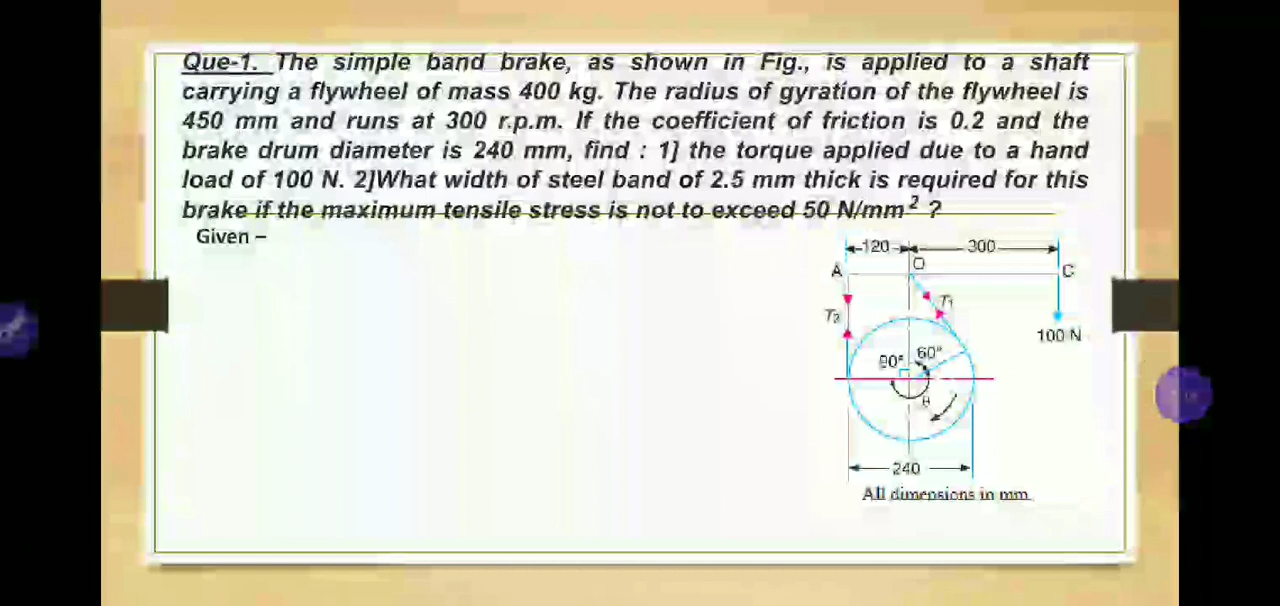 Que-1. The simple band brake, as shown in Fig., is applied to a shaft
carrying a flywheel of mass 400 kg. The radius of gyration of the flywheel is
450 mm and runs at 300 r.p.m. If the coefficient of friction is 0.2 and the
brake drum diameter is 240 mm, find : 1] the torque applied due to a hand
load of 100 N. 2]What width of steel band of 2.5 mm thick is required for this
brake if the maximum tensile stress is not to exceed 50 N/mm² ?
Given –
120 300
A O C
T₂ T₁
100 N
90° 60°
θ
240
All dimensions in mm.